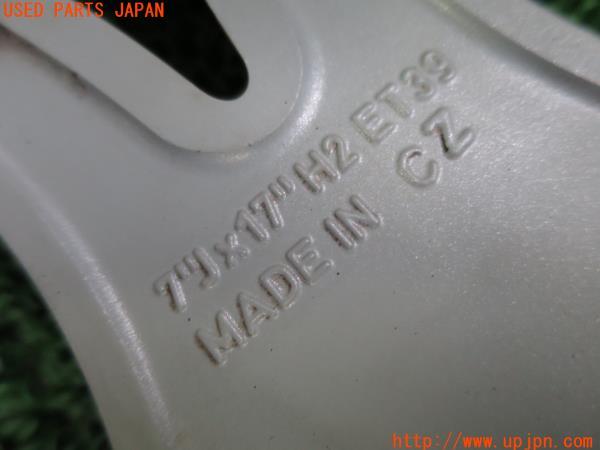 USED PARTS JAPAN
7"Jx17" H2 ET39
MADE IN CZ
http://www.upjpn.com/